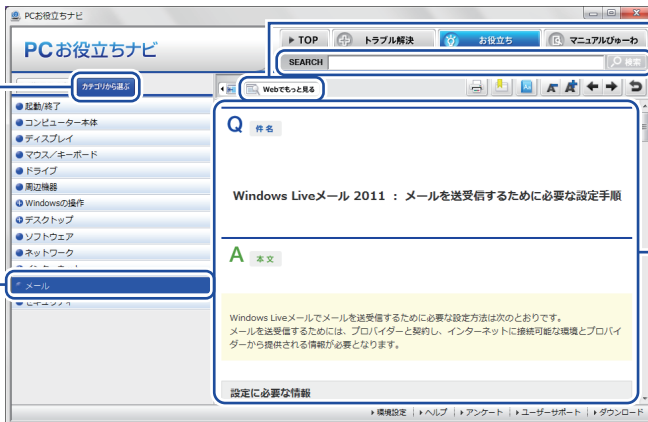 PCお役立ちナビ
PCお役立ちナビ
TOP
トラブル解決
お役立ち
マニュアルびゅーわ
SEARCH
検索
カテゴリから選ぶ
Webでもっと見る
起動/終了
コンピューター本体
ディスプレイ
マウス／キーボード
ドライブ
周辺機器
Windowsの操作
デスクトップ
ソフトウェア
ネットワーク
メール
セキュリティ
Q 件名
Windows Liveメール 2011 ： メールを送受信するために必要な設定手順
A 本文
Windows Liveメールでメールを送受信するために必要な設定方法は次のとおりです。
メールを送受信するためには、プロバイダーと契約し、インターネットに接続可能な環境とプロバイ
ダーから提供される情報が必要となります。
設定に必要な情報
環境設定 | ヘルプ | アンケート | ユーザーサポート | ダウンロード